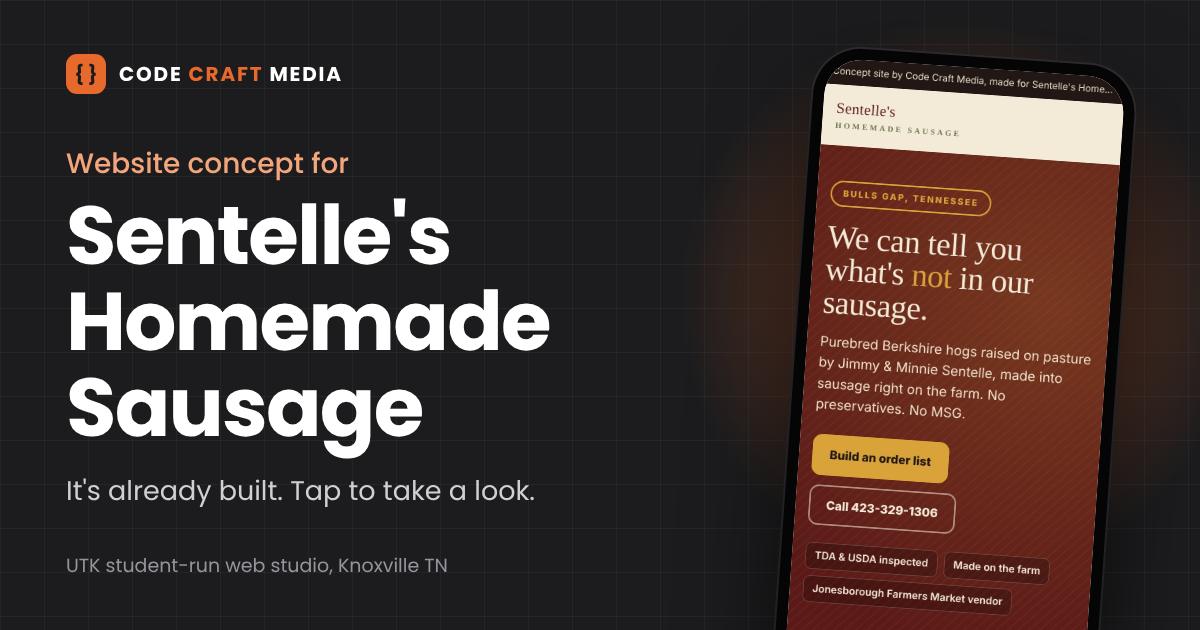 { } CODE CRAFT MEDIA
Website concept for
Sentelle's
Homemade
Sausage
It's already built. Tap to take a look.
UTK student-run web studio, Knoxville TN
Concept site by Code Craft Media, made for Sentelle's Home...
Sentelle's
HOMEMADE SAUSAGE
BULLS GAP, TENNESSEE
We can tell you
what's not in our
sausage.
Purebred Berkshire hogs raised on pasture
by Jimmy & Minnie Sentelle, made into
sausage right on the farm. No
preservatives. No MSG.
Build an order list
Call 423-329-1306
TDA & USDA inspected
Made on the farm
Jonesborough Farmers Market vendor